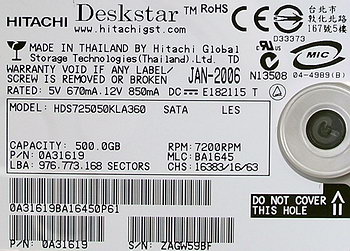 HITACHI Deskstar ™ RoHS
www.hitachigst.com
台北市
敦化北路
167號5樓
D33373
MADE IN THAILAND BY Hitachi Global
Storage Technologies(Thailand)Ltd. TD
WARRANTY VOID IF ANY LABEL/
SCREW IS REMOVED OR BROKEN. JAN-2006 N13508 04-4989(B)
MIC
RATED: 5V 670mA. 12V 850mA DC E182115 T
MODEL: HDS725050KLA360 SATA LES
CAPACITY: 500.0GB RPM: 7200RPM
P/N: 0A31619 MLC: BA1645
LBA: 976.773.168 SECTORS CHS: 16383/16/63
DO NOT COVER
THIS HOLE
0A31619BA16450P61
P/N: 0A31619 S/N: ZAGW59BF